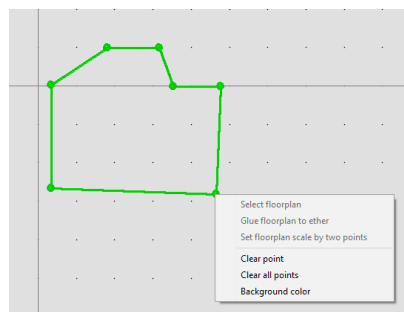 Select floorplan
Glue floorplan to ether
Set floorplan scale by two points
Clear point
Clear all points
Background color